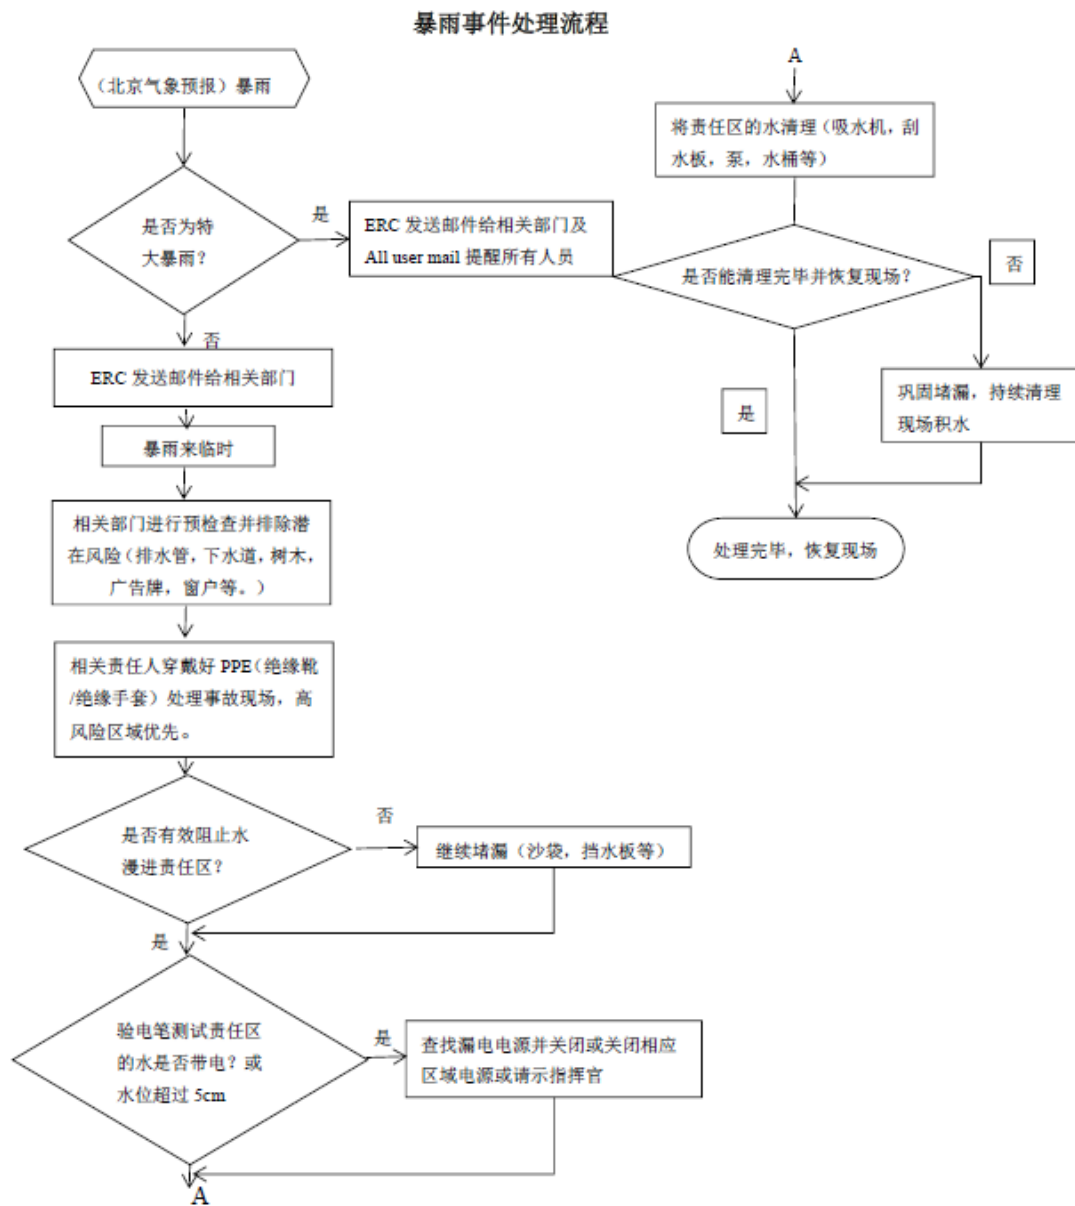 暴雨事件处理流程
（北京气象预报）暴雨
是否为特
大暴雨？
是
ERC 发送邮件给相关部门及
All user mail 提醒所有人员
否
ERC 发送邮件给相关部门
暴雨来临时
相关部门进行预检查并排除潜
在风险（排水管，下水道，树木，
广告牌，窗户等。）
相关责任人穿戴好 PPE（绝缘靴
/绝缘手套）处理事故现场，高
风险区域优先。
是否有效阻止水
漫进责任区？
否
继续堵漏（沙袋，挡水板等）
是
验电笔测试责任区
的水是否带电？或
水位超过 5cm
是
查找漏电电源并关闭或关闭相应
区域电源或请示指挥官
A
A
将责任区的水清理（吸水机，刮
水板，泵，水桶等）
是否能清理完毕并恢复现场？
否
巩固堵漏，持续清理
现场积水
是
处理完毕，恢复现场